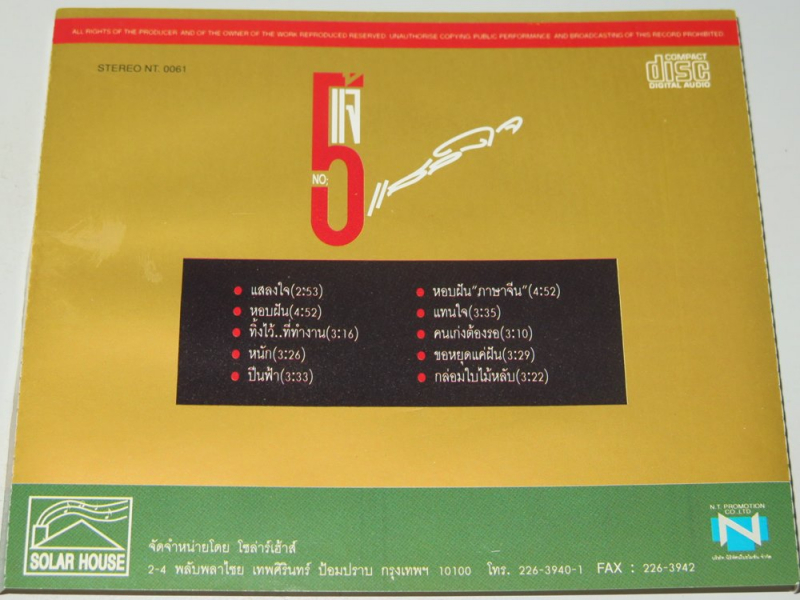 ALL RIGHTS OF THE PRODUCER AND OF THE OWNER OF THE WORK REPRODUCED RESERVED. UNAUTHORISE COPYING, PUBLIC PERFORMANCE AND BROADCASTING OF THIS RECORD PROHIBITED.
STEREO NT. 0061
COMPACT
disc
DIGITAL AUDIO
แจ้
NO; 5
แสลงใจ
แสลงใจ(2:53)
หอบฝัน(4:52)
ทิ้งไว้..ที่ทำงาน(3:16)
หนัก(3:26)
ปีนฟ้า(3:33)
หอบฝัน"ภาษาจีน"(4:52)
แทนใจ(3:35)
คนเก่งต้องรอ(3:10)
ขอหยุดแค่ฝัน(3:29)
กล่อมใบไม้หลับ(3:22)
SOLAR HOUSE
จัดจำหน่ายโดย โซล่าร์เฮ้าส์
2-4 พลับพลาไชย เทพศิรินทร์ ป้อมปราบ กรุงเทพฯ 10100 โทร. 226-3940-1 FAX : 226-3942
N.T. PROMOTION
CO.,LTD
N